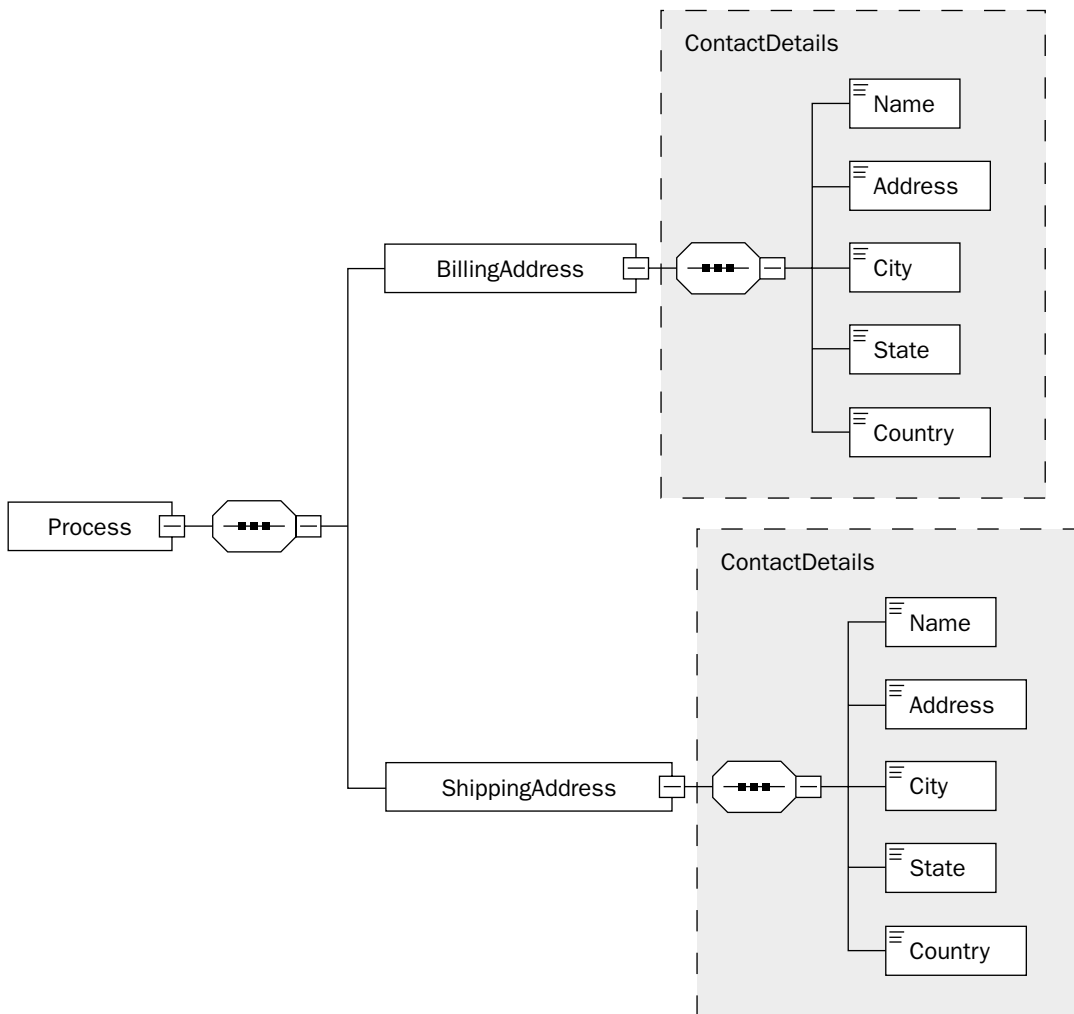 ContactDetails
Name
Address
BillingAddress
City
State
Country
Process
ContactDetails
Name
Address
ShippingAddress
City
State
Country